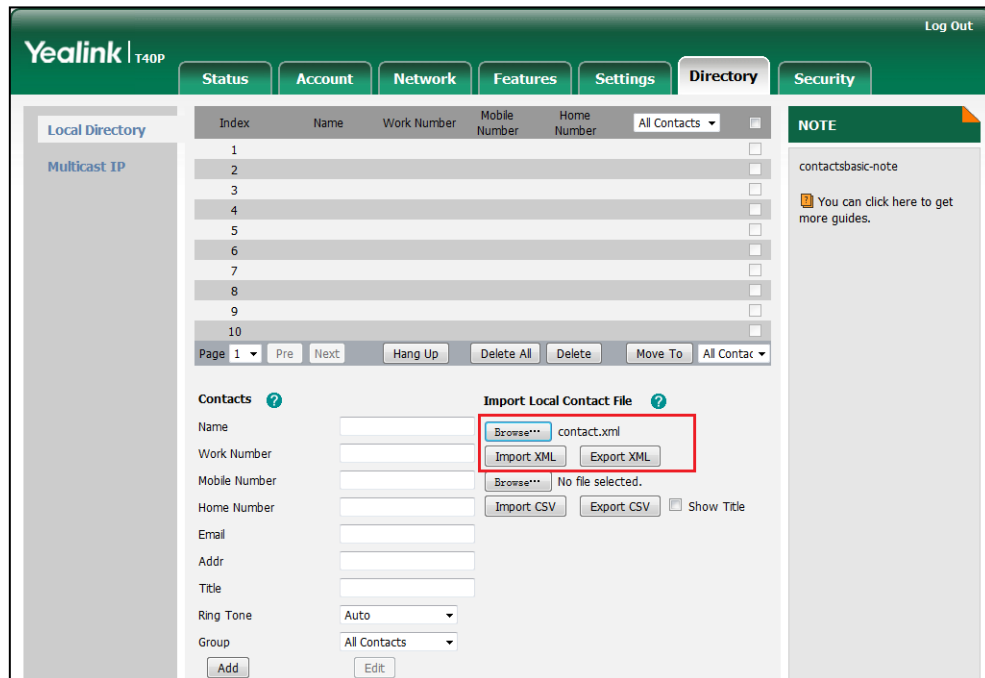 Log Out
Yealink | T40P
Status Account Network Features Settings Directory Security
Local Directory
Multicast IP
Index Name Work Number Mobile Number Home Number All Contacts
1
2
3
4
5
6
7
8
9
10
Page 1 Pre Next Hang Up Delete All Delete Move To All Contac
Contacts ?
Name
Work Number
Mobile Number
Home Number
Email
Addr
Title
Ring Tone Auto
Group All Contacts
Add Edit
Import Local Contact File ?
Browse… contact.xml
Import XML Export XML
Browse… No file selected.
Import CSV Export CSV Show Title
NOTE
contactsbasic-note
? You can click here to get
more guides.